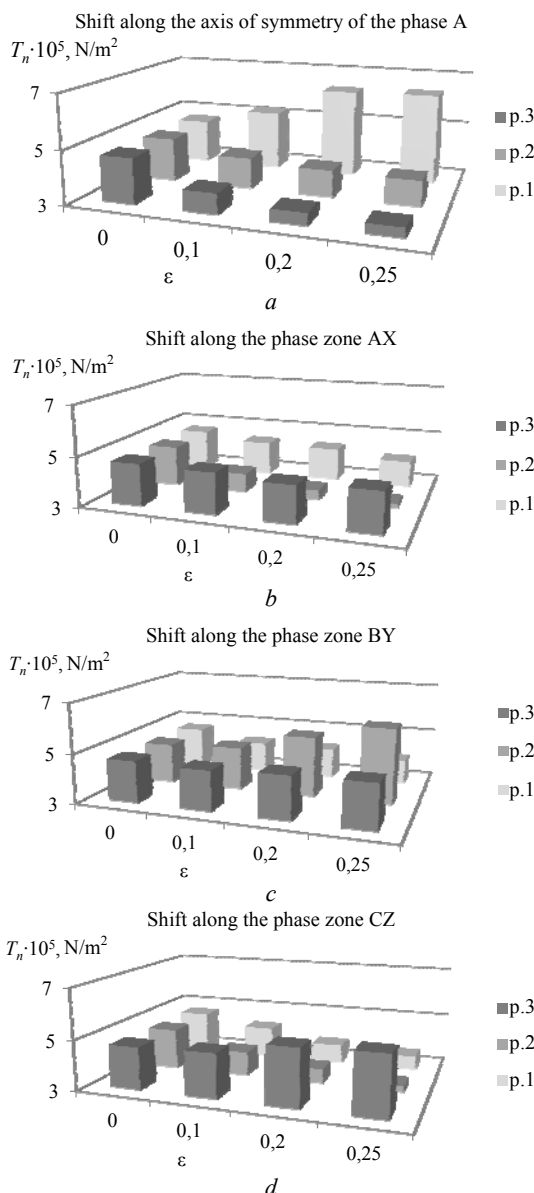 Shift along the axis of symmetry of the phase A
Tₙ·10⁵, N/m²
7
5
3
0
0,1
0,2
0,25
ε
p.3
p.2
p.1
a
Shift along the phase zone AX
Tₙ·10⁵, N/m²
7
5
3
0
0,1
0,2
0,25
ε
p.3
p.2
p.1
b
Shift along the phase zone BY
Tₙ·10⁵, N/m²
7
5
3
0
0,1
0,2
0,25
ε
p.3
p.2
p.1
c
Shift along the phase zone CZ
Tₙ·10⁵, N/m²
7
5
3
0
0,1
0,2
0,25
ε
p.3
p.2
p.1
d